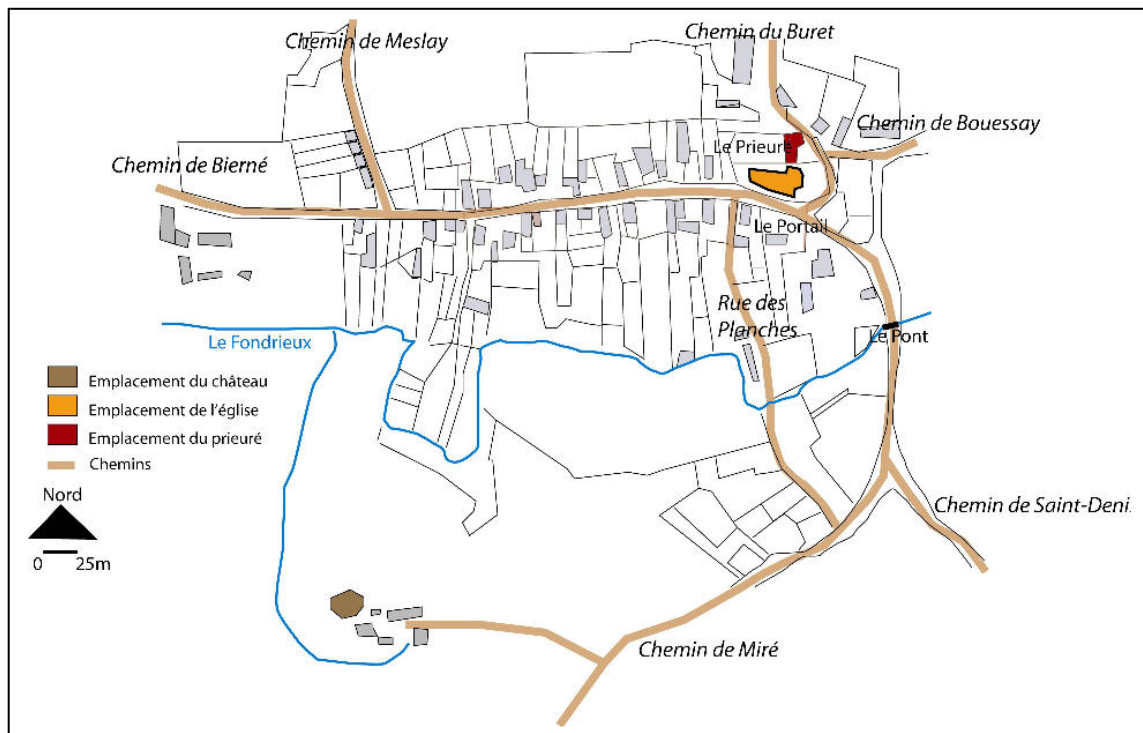 Chemin de Meslay
Chemin du Buret
Chemin de Bouessay
Le Prieuré
Chemin de Bierné
Le Portail
Rue des
Planches
Le Pont
Le Fondrieux
Emplacement du château
Emplacement de l'église
Emplacement du prieuré
Chemins
Nord
0 25m
Chemin de Saint-Deni
Chemin de Miré